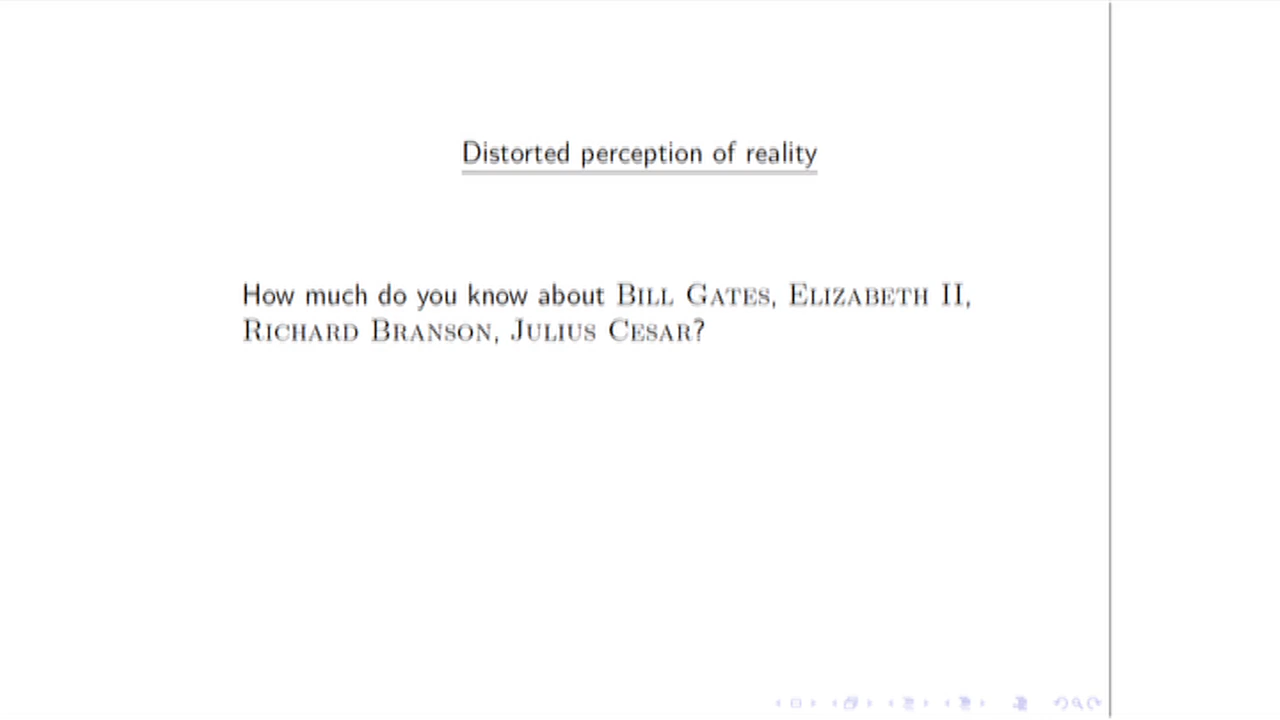 Distorted perception of reality
How much do you know about BILL GATES, ELIZABETH II,
RICHARD BRANSON, JULIUS CESAR?